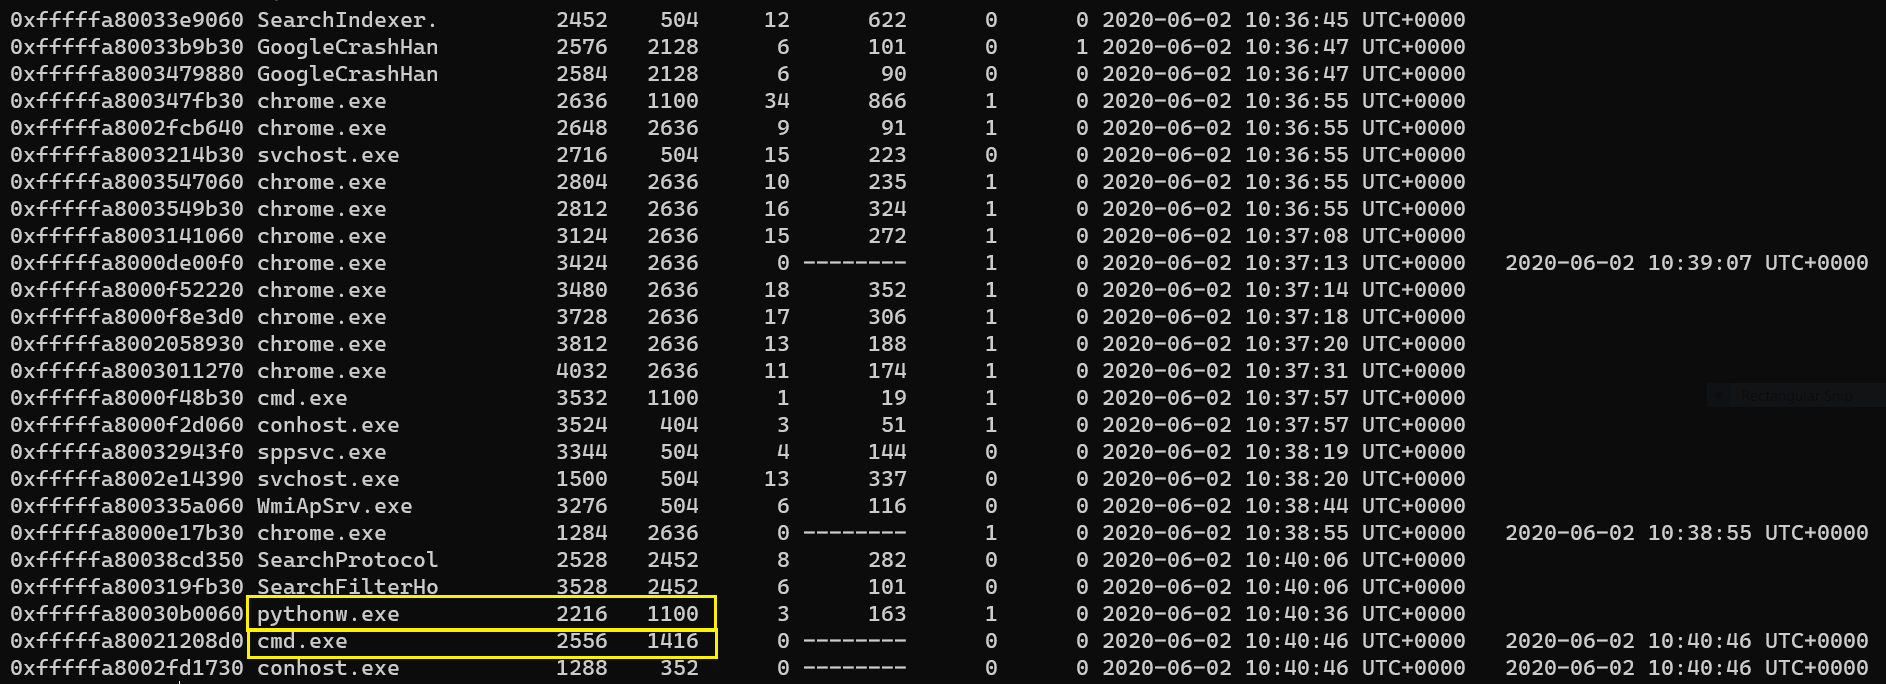 0xfffffa80033e9060 SearchIndexer. 2452 504 12 622 0 0 2020-06-02 10:36:45 UTC+0000
0xfffffa80033b9b30 GoogleCrashHan 2576 2128 6 101 0 1 2020-06-02 10:36:47 UTC+0000
0xfffffa8003479880 GoogleCrashHan 2584 2128 6 90 0 0 2020-06-02 10:36:47 UTC+0000
0xfffffa800347fb30 chrome.exe 2636 1100 34 866 1 0 2020-06-02 10:36:55 UTC+0000
0xfffffa8002fcb640 chrome.exe 2648 2636 9 91 1 0 2020-06-02 10:36:55 UTC+0000
0xfffffa8003214b30 svchost.exe 2716 504 15 223 0 0 2020-06-02 10:36:55 UTC+0000
0xfffffa8003547060 chrome.exe 2804 2636 10 235 1 0 2020-06-02 10:36:55 UTC+0000
0xfffffa8003549b30 chrome.exe 2812 2636 16 324 1 0 2020-06-02 10:36:55 UTC+0000
0xfffffa8003141060 chrome.exe 3124 2636 15 272 1 0 2020-06-02 10:37:08 UTC+0000
0xfffffa8000de00f0 chrome.exe 3424 2636 0 -------- 1 0 2020-06-02 10:37:13 UTC+0000 2020-06-02 10:39:07 UTC+0000
0xfffffa8000f52220 chrome.exe 3480 2636 18 352 1 0 2020-06-02 10:37:14 UTC+0000
0xfffffa8000f8e3d0 chrome.exe 3728 2636 17 306 1 0 2020-06-02 10:37:18 UTC+0000
0xfffffa8002058930 chrome.exe 3812 2636 13 188 1 0 2020-06-02 10:37:20 UTC+0000
0xfffffa8003011270 chrome.exe 4032 2636 11 174 1 0 2020-06-02 10:37:31 UTC+0000
0xfffffa8000f48b30 cmd.exe 3532 1100 1 19 1 0 2020-06-02 10:37:57 UTC+0000
Rectangular Snip
0xfffffa8000f2d060 conhost.exe 3524 404 3 51 1 0 2020-06-02 10:37:57 UTC+0000
0xfffffa80032943f0 sppsvc.exe 3344 504 4 144 0 0 2020-06-02 10:38:19 UTC+0000
0xfffffa8002e14390 svchost.exe 1500 504 13 337 0 0 2020-06-02 10:38:20 UTC+0000
0xfffffa800335a060 WmiApSrv.exe 3276 504 6 116 0 0 2020-06-02 10:38:44 UTC+0000
0xfffffa8000e17b30 chrome.exe 1284 2636 0 -------- 1 0 2020-06-02 10:38:55 UTC+0000 2020-06-02 10:38:55 UTC+0000
0xfffffa80038cd350 SearchProtocol 2528 2452 8 282 0 0 2020-06-02 10:40:06 UTC+0000
0xfffffa800319fb30 SearchFilterHo 3528 2452 6 101 0 0 2020-06-02 10:40:06 UTC+0000
0xfffffa80030b0060 pythonw.exe 2216 1100 3 163 1 0 2020-06-02 10:40:36 UTC+0000
0xfffffa80021208d0 cmd.exe 2556 1416 0 -------- 0 0 2020-06-02 10:40:46 UTC+0000 2020-06-02 10:40:46 UTC+0000
0xfffffa8002fd1730 conhost.exe 1288 352 0 -------- 0 0 2020-06-02 10:40:46 UTC+0000 2020-06-02 10:40:46 UTC+0000